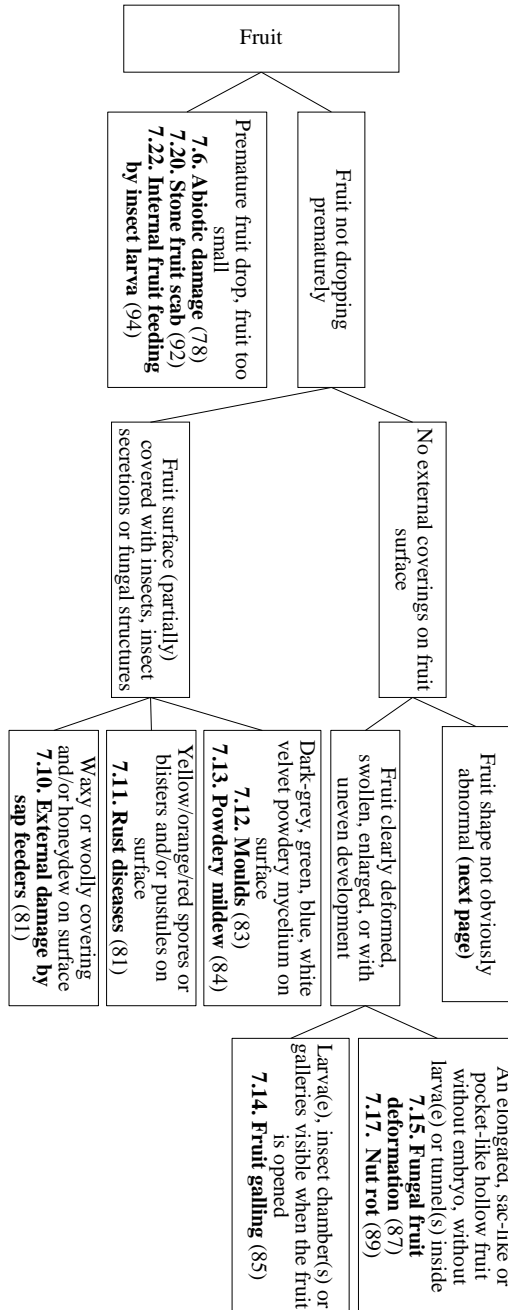 Fruit
Fruit not dropping
prematurely
Premature fruit drop, fruit too
small
7.6. Abiotic damage (78)
7.20. Stone fruit scab (92)
7.22. Internal fruit feeding
by insect larva (94)
No external coverings on fruit
surface
Fruit surface (partially)
covered with insects, insect
secretions or fungal structures
Fruit shape not obviously
abnormal (next page)
Fruit clearly deformed,
swollen, enlarged, or with
uneven development
Dark-grey, green, blue, white
velvet powdery mycelium on
surface
7.12. Moulds (83)
7.13. Powdery mildew (84)
Yellow/orange/red spores or
blisters and/or pustules on
surface
7.11. Rust diseases (81)
Waxy or woolly covering
and/or honeydew on surface
7.10. External damage by
sap feeders (81)
An elongated, sac-like or
pocket-like hollow fruit
without embryo, without
larva(e) or tunnel(s) inside
7.15. Fungal fruit
deformation (87)
7.17. Nut rot (89)
Larva(e), insect chamber(s) or
galleries visible when the fruit
is opened
7.14. Fruit galling (85)